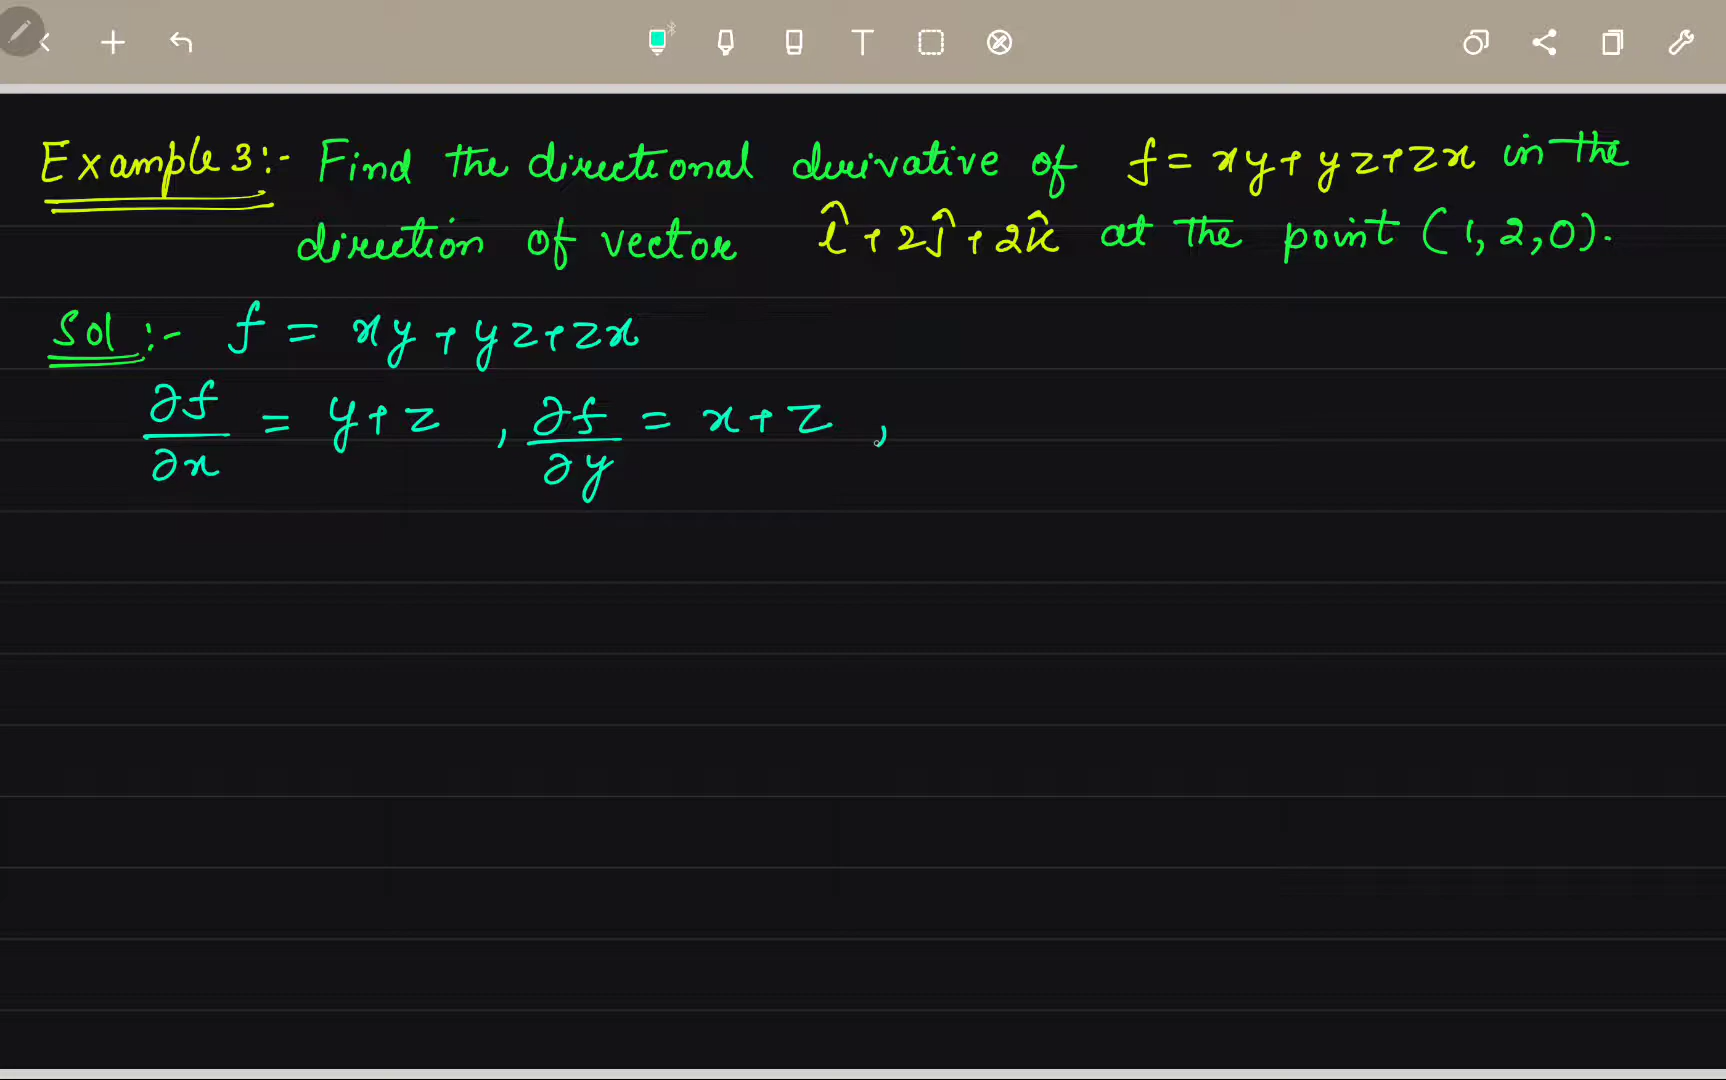 Example 3:- Find the directional derivative of f = xy + yz + zx in the
direction of vector î + 2ĵ + 2k̂ at the point (1, 2, 0).
Sol :- f = xy + yz + zx
∂f/∂x = y + z , ∂f/∂y = x + z ,